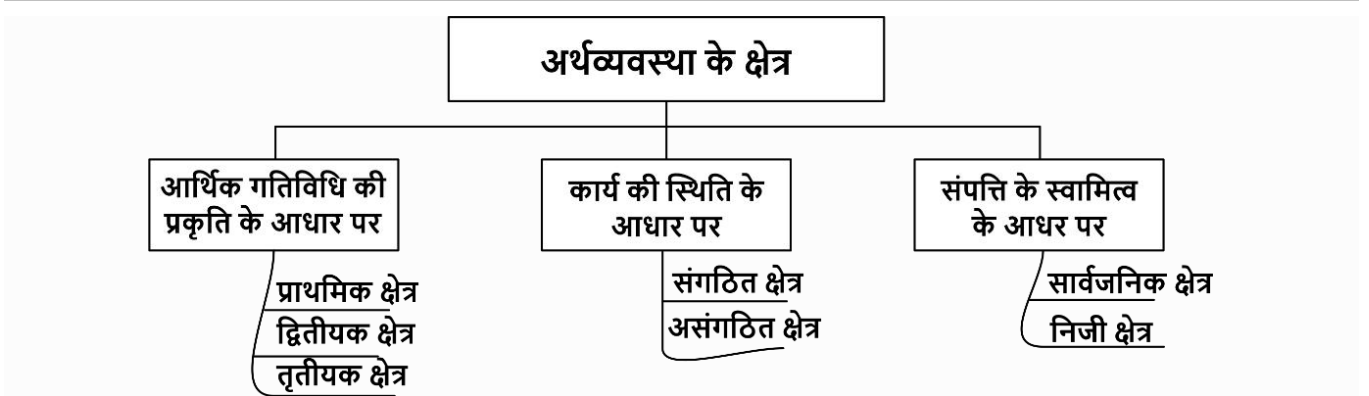 अर्थव्यवस्था के क्षेत्र
आर्थिक गतिविधि की
प्रकृति के आधार पर
प्राथमिक क्षेत्र
द्वितीयक क्षेत्र
तृतीयक क्षेत्र
कार्य की स्थिति के
आधार पर
संगठित क्षेत्र
असंगठित क्षेत्र
संपत्ति के स्वामित्व
के आधर पर
सार्वजनिक क्षेत्र
निजी क्षेत्र